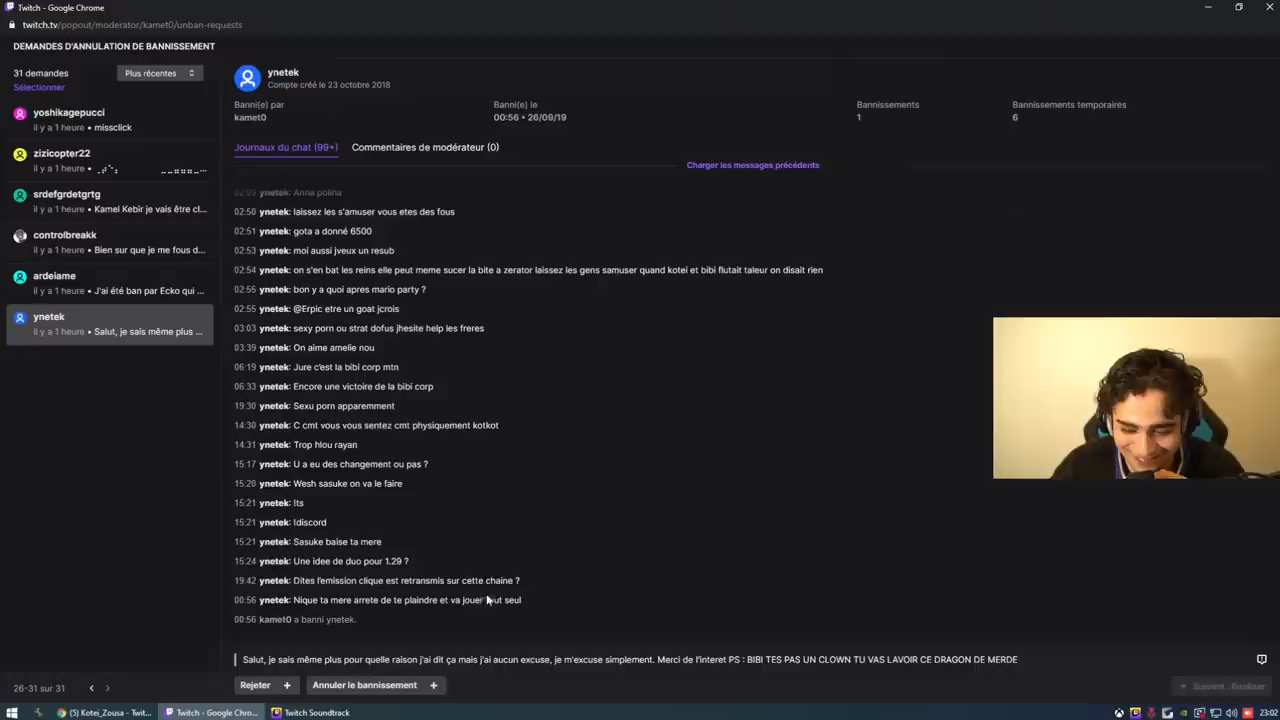 Twitch - Google Chrome
twitch.tv/popout/moderator/kamet0/unban-requests
DEMANDES D'ANNULATION DE BANNISSEMENT
31 demandes
Plus récentes
Sélectionner
yoshikagepucci
il y a 1 heure • missclick
zizicopter22
il y a 1 heure •
srdefgrdetgrtg
il y a 1 heure • Kamel Kebir je vais être cl...
controlbreakk
il y a 1 heure • Bien sur que je me fous d...
ardeiame
il y a 1 heure • J'ai été ban par Ecko qui ...
ynetek
il y a 1 heure • Salut, je sais même plus ...
26-31 sur 31
ynetek
Compte créé le 23 octobre 2018
Banni(e) par
kamet0
Banni(e) le
00:56 • 26/09/19
Bannissements
1
Bannissements temporaires
6
Journaux du chat (99+)
Commentaires de modérateur (0)
Charger les messages précédents
02:09 ynetek: Anna polina
02:50 ynetek: laissez les s'amuser vous etes des fous
02:51 ynetek: gota a donné 6500
02:53 ynetek: moi aussi jveux un resub
02:54 ynetek: on s'en bat les reins elle peut meme sucer la bite a zerator laissez les gens samuser quand kotei et bibi flutait taleur on disait rien
02:55 ynetek: bon y a quoi apres mario party ?
02:55 ynetek: @Erpic etre un goat jcrois
03:03 ynetek: sexy porn ou strat dofus jhesite help les freres
03:39 ynetek: On aime amelie nou
06:19 ynetek: Jure c'est la bibi corp mtn
06:33 ynetek: Encore une victoire de la bibi corp
19:30 ynetek: Sexu porn apparemment
14:30 ynetek: C cmt vous vous sentez cmt physiquement kotkot
14:31 ynetek: Trop hlou rayan
15:17 ynetek: U a eu des changement ou pas ?
15:20 ynetek: Wesh sasuke on va le faire
15:21 ynetek: !ts
15:21 ynetek: !discord
15:21 ynetek: Sasuke baise ta mere
15:24 ynetek: Une idee de duo pour 1.29 ?
19:42 ynetek: Dites l'emission clique est retransmis sur cette chaine ?
00:56 ynetek: Nique ta mere arrete de te plaindre et va jouer tout seul
00:56 kamet0 a banni ynetek.
Salut, je sais même plus pour quelle raison j'ai dit ça mais j'ai aucun excuse, je m'excuse simplement. Merci de l'interet PS : BIBI TES PAS UN CLOWN TU VAS LAVOIR CE DRAGON DE MERDE
Rejeter
Annuler le bannissement
(5) Kotei_Zousa - Twit...
Twitch - Google Chro...
Twitch Soundtrack
23:02